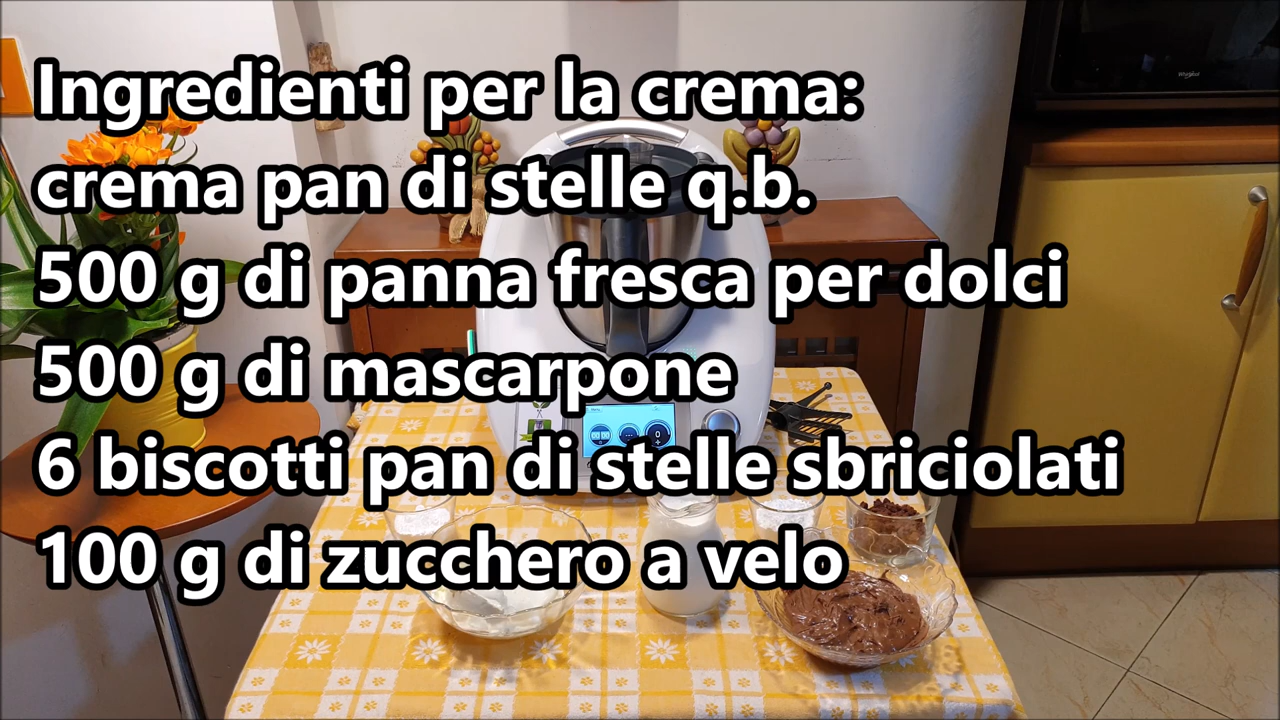 Ingredienti per la crema:
crema pan di stelle q.b.
500 g di panna fresca per dolci
500 g di mascarpone
6 biscotti pan di stelle sbriciolati
100 g di zucchero a velo
Whirlpool